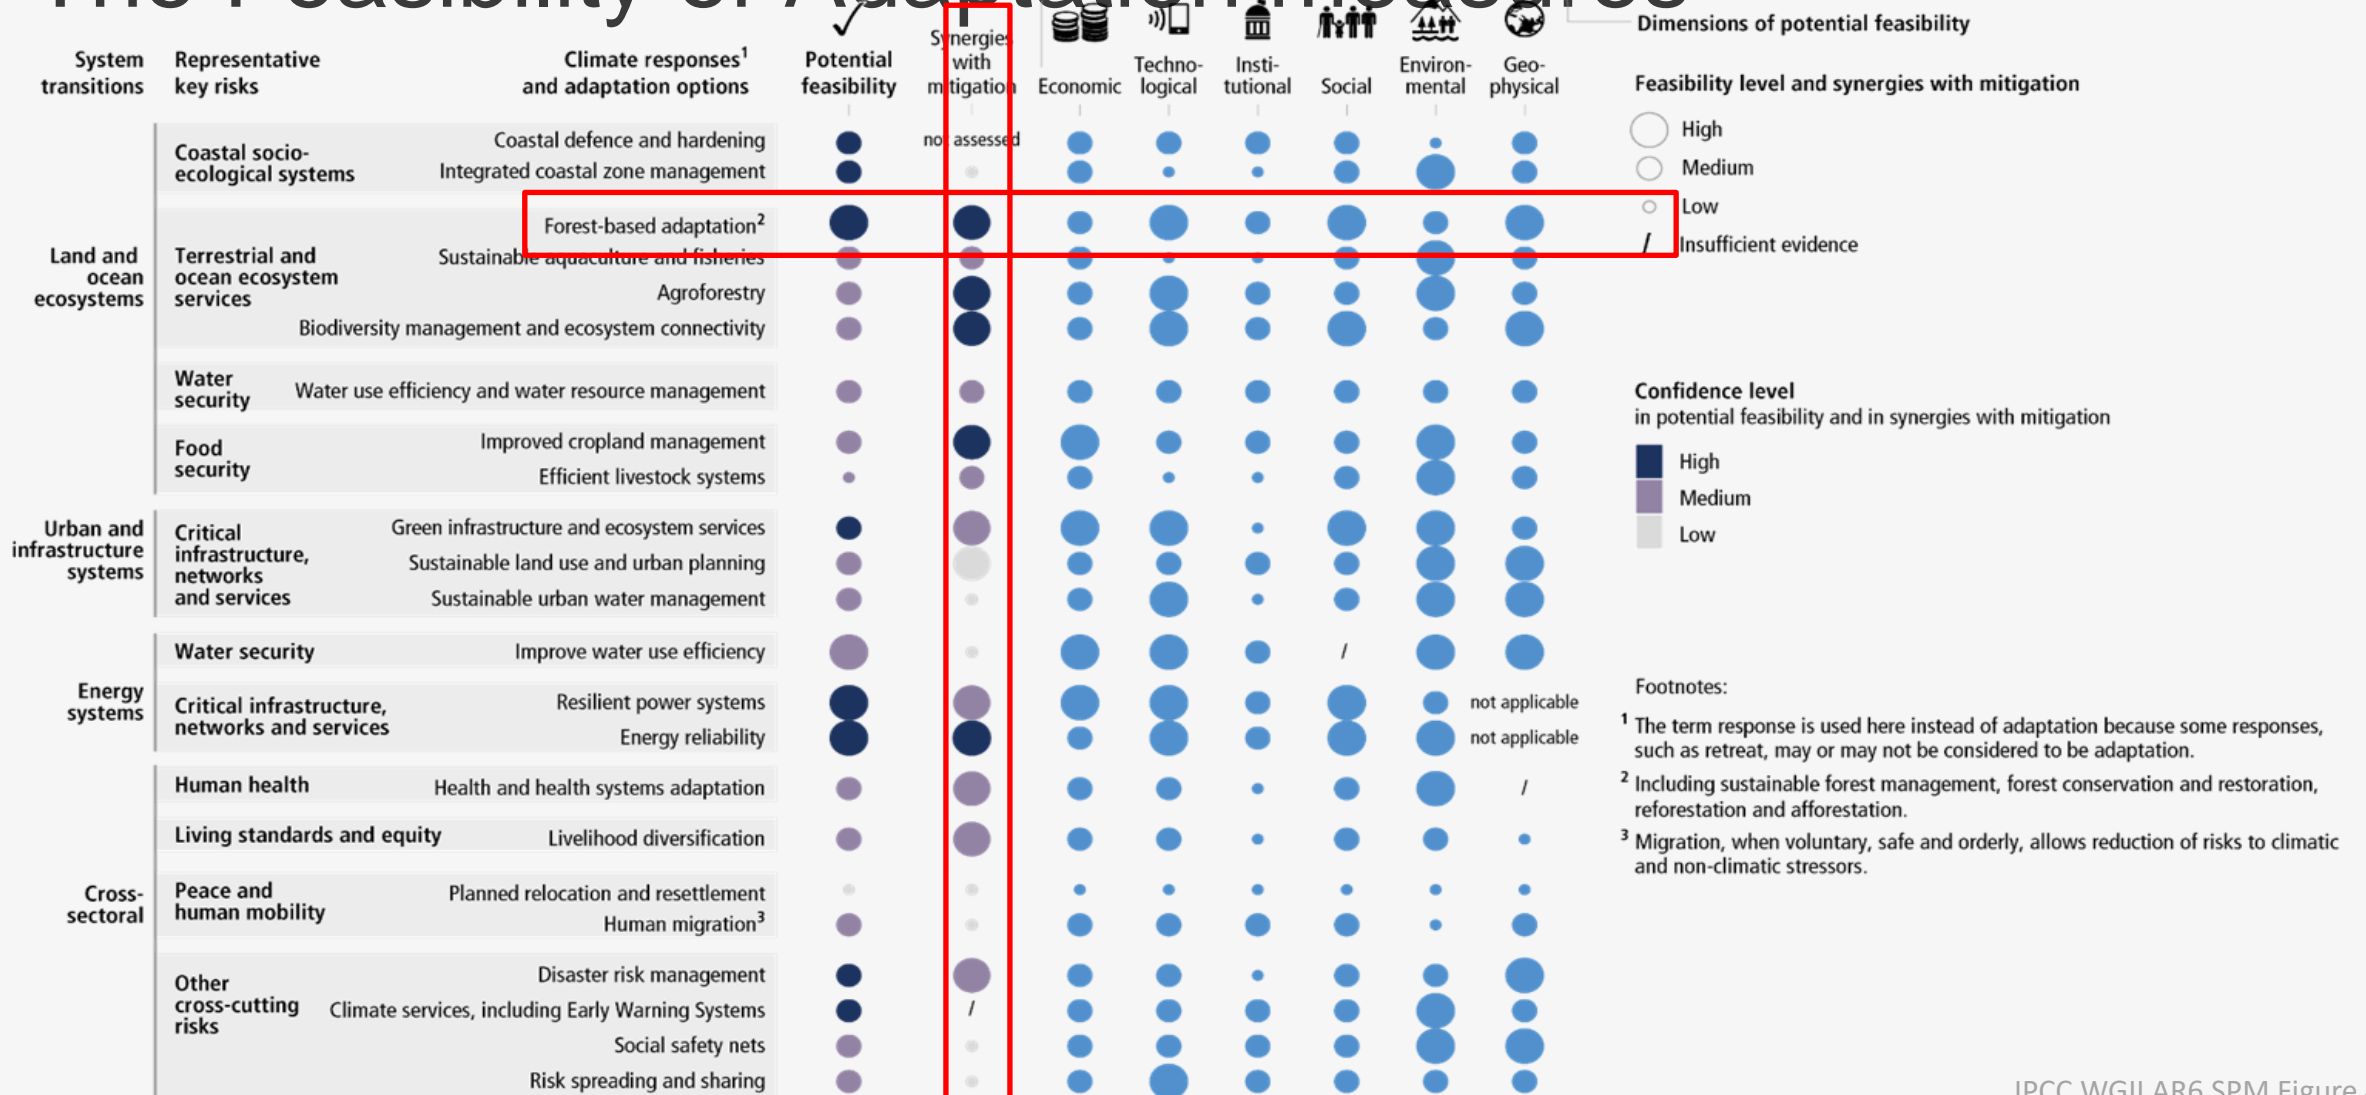 The Feasibility of Adaptation measures
System transitions
Representative key risks
Climate responses1 and adaptation options
Potential feasibility
Synergies with mitigation
Economic
Techno-logical
Insti-tutional
Social
Environ-mental
Geo-physical
Dimensions of potential feasibility
Feasibility level and synergies with mitigation
High
Medium
Low
/ Insufficient evidence
Land and ocean ecosystems
Coastal socio-ecological systems
Coastal defence and hardening
not assessed
Integrated coastal zone management
Terrestrial and ocean ecosystem services
Forest-based adaptation2
Sustainable aquaculture and fisheries
Agroforestry
Biodiversity management and ecosystem connectivity
Water security
Water use efficiency and water resource management
Food security
Improved cropland management
Efficient livestock systems
Confidence level
in potential feasibility and in synergies with mitigation
High
Medium
Low
Urban and infrastructure systems
Critical infrastructure, networks and services
Green infrastructure and ecosystem services
Sustainable land use and urban planning
Sustainable urban water management
Energy systems
Water security
Improve water use efficiency
/
Critical infrastructure, networks and services
Resilient power systems
not applicable
Energy reliability
not applicable
Cross-sectoral
Human health
Health and health systems adaptation
/
Living standards and equity
Livelihood diversification
Peace and human mobility
Planned relocation and resettlement
Human migration3
Other cross-cutting risks
Disaster risk management
Climate services, including Early Warning Systems
/
Social safety nets
Risk spreading and sharing
Footnotes:
1 The term response is used here instead of adaptation because some responses,
such as retreat, may or may not be considered to be adaptation.
2 Including sustainable forest management, forest conservation and restoration,
reforestation and afforestation.
3 Migration, when voluntary, safe and orderly, allows reduction of risks to climatic
and non-climatic stressors.
IPCC WGII AR6 SPM Figure